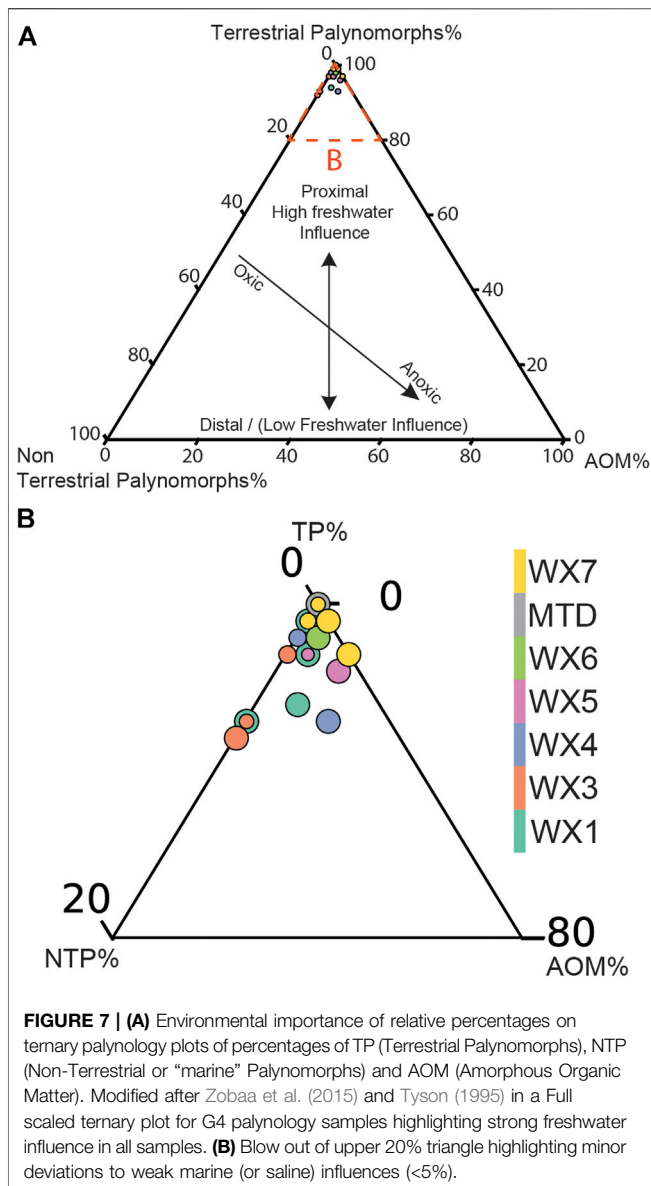 A
Terrestrial Palynomorphs%
0
100
20
80
B
Proximal
High freshwater
Influence
40
60
Oxic
60
40
Anoxic
80
20
Distal / (Low Freshwater Influence)
100
0
Non
Terrestrial Palynomorphs%
0
20
40
60
80
100
AOM%
B
TP%
0
0
WX7
MTD
WX6
WX5
WX4
WX3
WX1
20
NTP%
80
AOM%
FIGURE 7 | (A) Environmental importance of relative percentages on
ternary palynology plots of percentages of TP (Terrestrial Palynomorphs), NTP
(Non-Terrestrial or “marine” Palynomorphs) and AOM (Amorphous Organic
Matter). Modified after Zobaa et al. (2015) and Tyson (1995) in a Full
scaled ternary plot for G4 palynology samples highlighting strong freshwater
influence in all samples. (B) Blow out of upper 20% triangle highlighting minor
deviations to weak marine (or saline) influences (<5%).